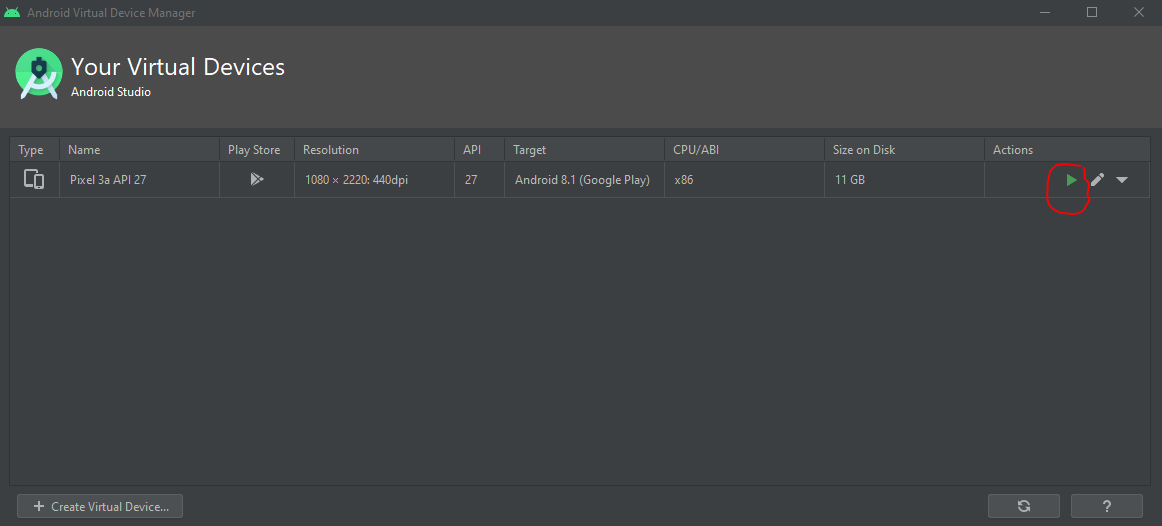 Android Virtual Device Manager
Your Virtual Devices
Android Studio
Type Name Play Store Resolution API Target CPU/ABI Size on Disk Actions
Pixel 3a API 27 1080 × 2220: 440dpi 27 Android 8.1 (Google Play) x86 11 GB
+ Create Virtual Device... ?